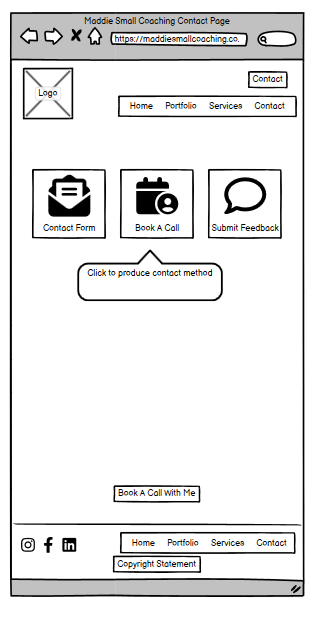 Maddie Small Coaching Contact Page
https://maddiesmallcoaching.co.
Logo
Contact
Home Portfolio Services Contact
Contact Form
Book A Call
Submit Feedback
Click to produce contact method
Book A Call With Me
Home Portfolio Services Contact
Copyright Statement